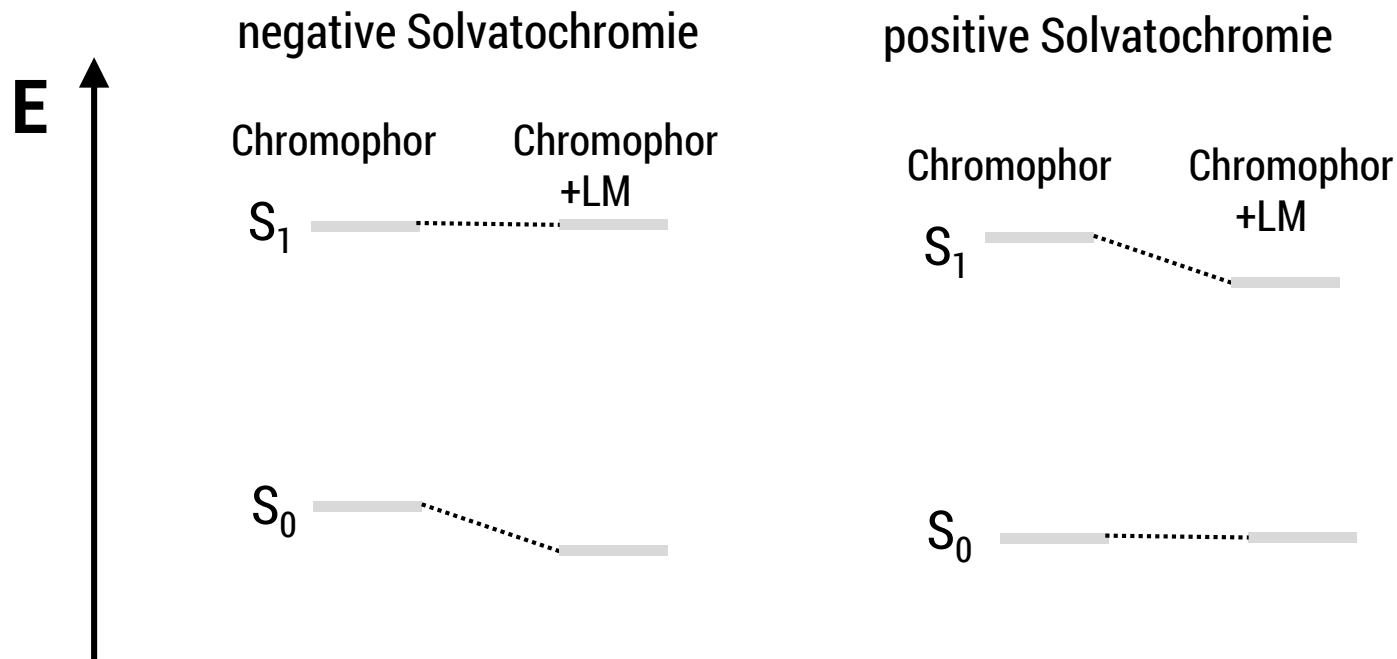 negative Solvatochromie
positive Solvatochromie
E
Chromophor
Chromophor
+LM
S₁
S₀
Chromophor
Chromophor
+LM
S₁
S₀